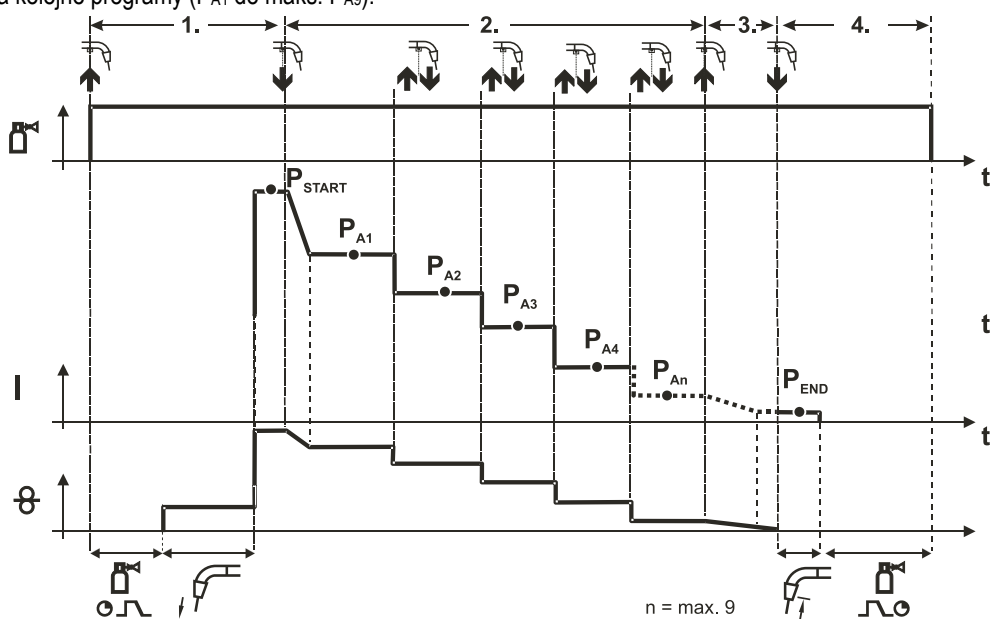 a kolejne programy (PA1 do maks. PA9).
1. 2. 3. 4.
t
PSTART
PA1
PA2
PA3
t
PA4
PAn
PEND
I
t
n = max. 9